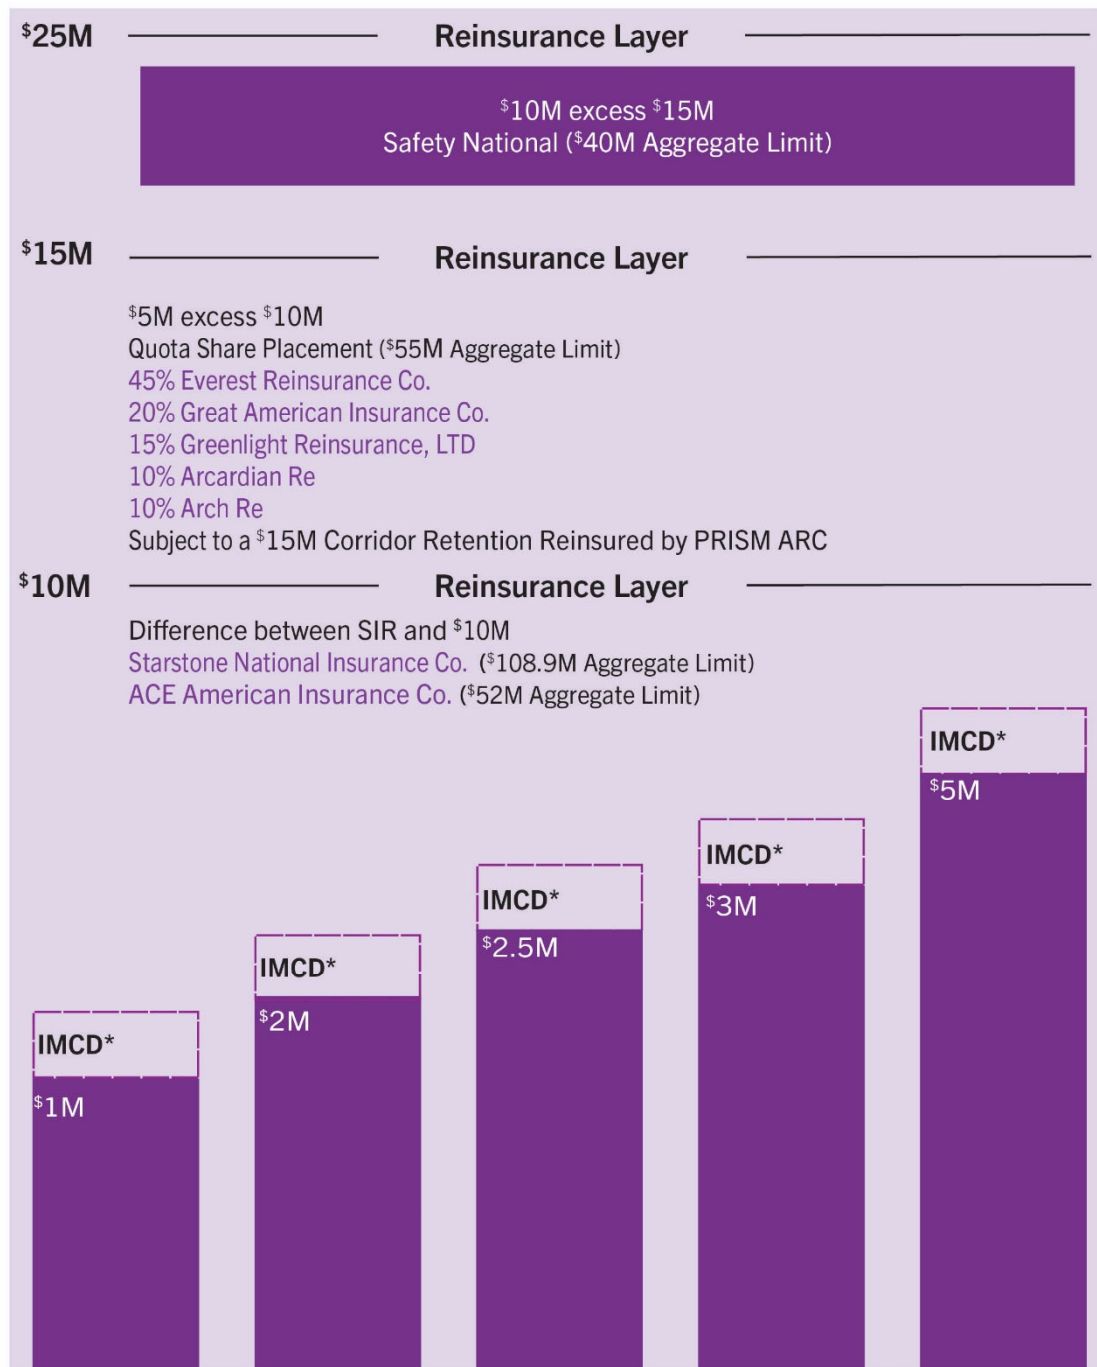 $25M Reinsurance Layer
$10M excess $15M
Safety National ($40M Aggregate Limit)
$15M Reinsurance Layer
$5M excess $10M
Quota Share Placement ($55M Aggregate Limit)
45% Everest Reinsurance Co.
20% Great American Insurance Co.
15% Greenlight Reinsurance, LTD
10% Arcardian Re
10% Arch Re
Subject to a $15M Corridor Retention Reinsured by PRISM ARC
$10M Reinsurance Layer
Difference between SIR and $10M
Starstone National Insurance Co. ($108.9M Aggregate Limit)
ACE American Insurance Co. ($52M Aggregate Limit)
IMCD*
$1M
IMCD*
$2M
IMCD*
$2.5M
IMCD*
$3M
IMCD*
$5M